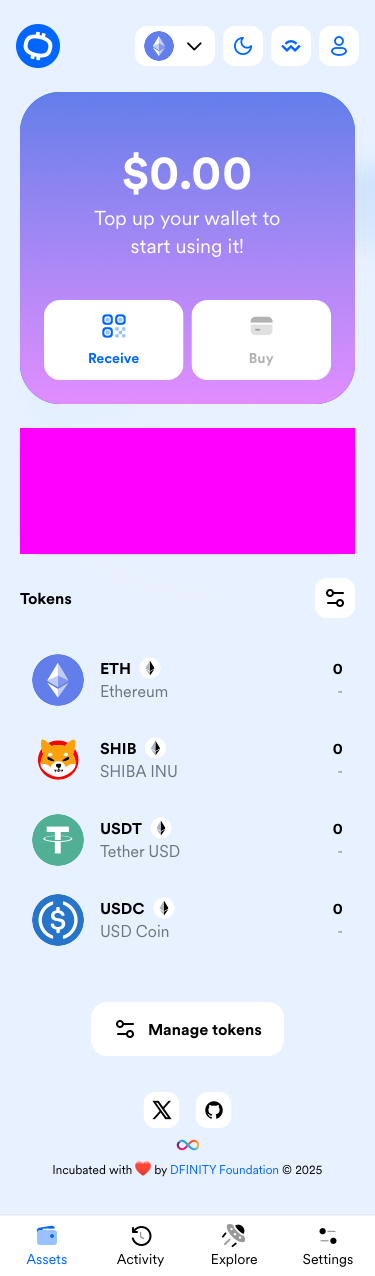 $0.00
Top up your wallet to
start using it!
Receive
Buy
Tokens
ETH
0
Ethereum
-
SHIB
0
SHIBA INU
-
USDT
0
Tether USD
-
USDC
0
USD Coin
-
Manage tokens
Incubated with ❤️ by DFINITY Foundation © 2025
Assets
Activity
Explore
Settings